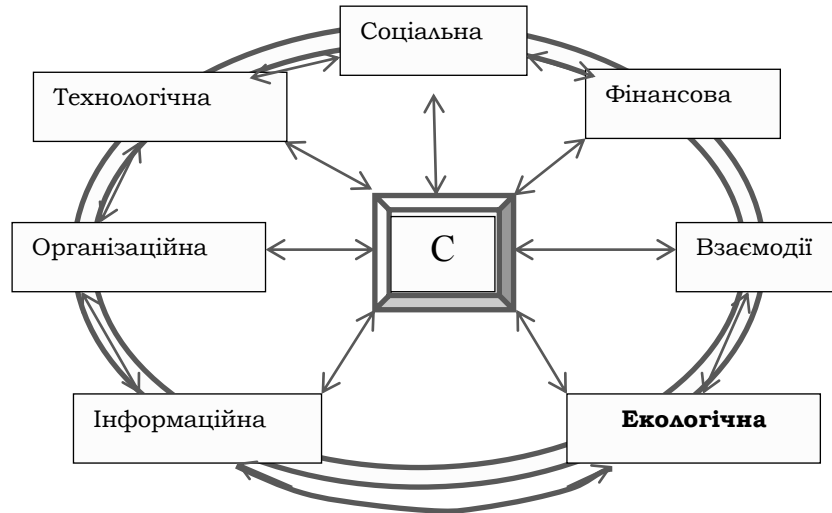 Соціальна
Технологічна
Фінансова
Організаційна
С
Взаємодії
Інформаційна
Екологічна